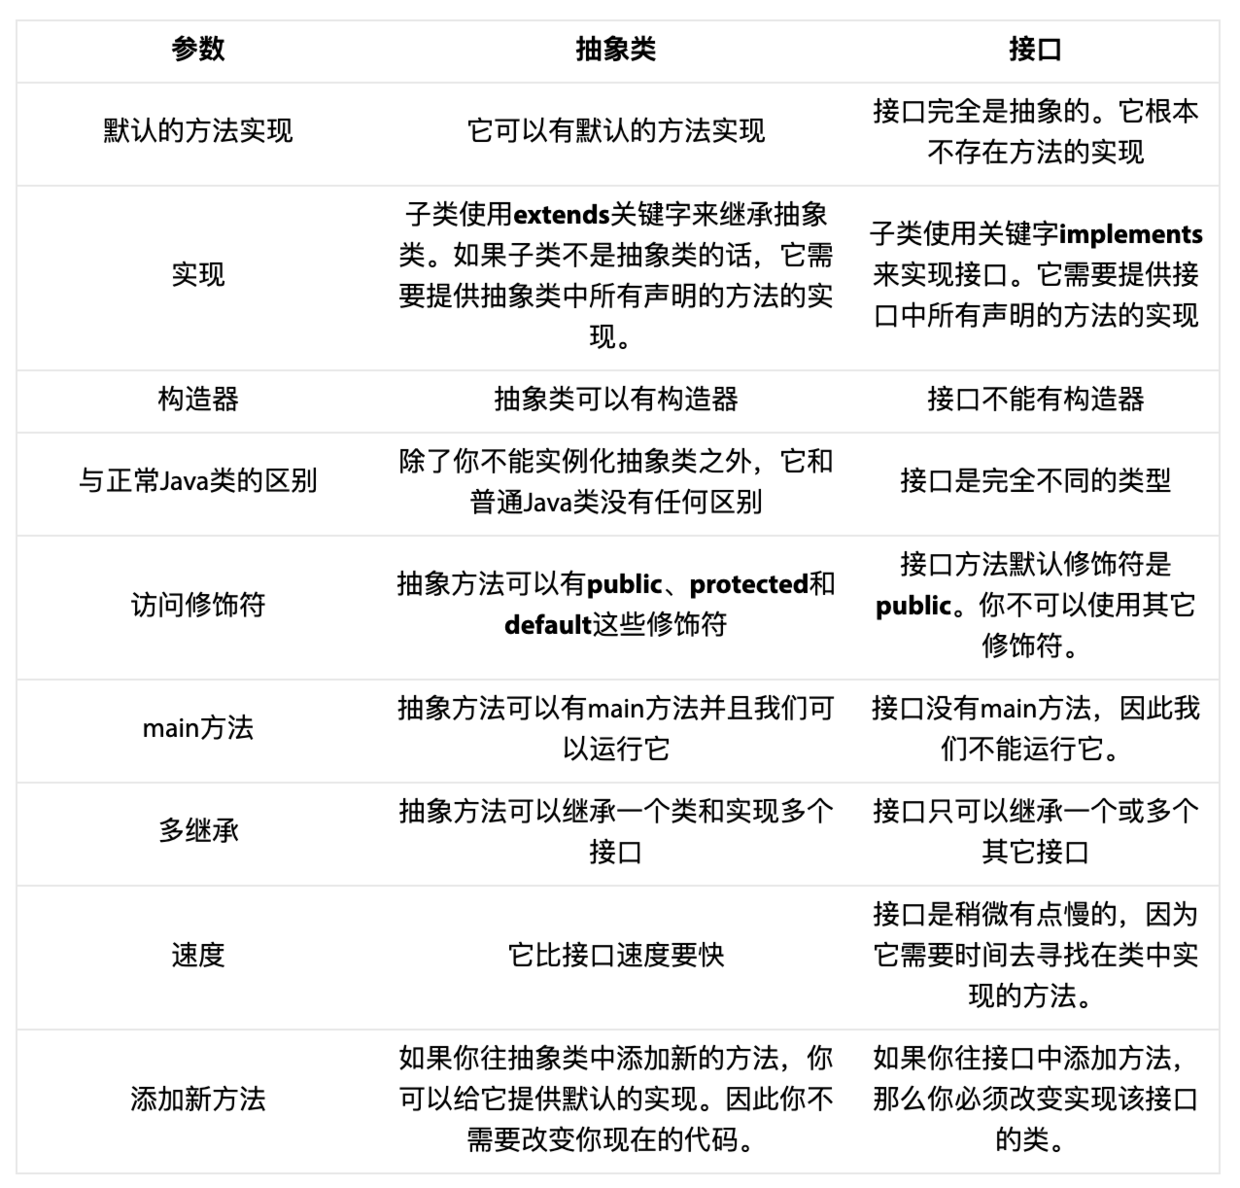 参数 抽象类 接口
默认的方法实现
它可以有默认的方法实现
接口完全是抽象的。它根本
不存在方法的实现
实现
子类使用extends关键字来继承抽象
类。如果子类不是抽象类的话，它需
要提供抽象类中所有声明的方法的实
现。
子类使用关键字implements
来实现接口。它需要提供接
口中所有声明的方法的实现
构造器
抽象类可以有构造器
接口不能有构造器
与正常Java类的区别
除了你不能实例化抽象类之外，它和
普通Java类没有任何区别
接口是完全不同的类型
访问修饰符
抽象方法可以有public、protected和
default这些修饰符
接口方法默认修饰符是
public。你不可以使用其它
修饰符。
main方法
抽象方法可以有main方法并且我们可
以运行它
接口没有main方法，因此我
们不能运行它。
多继承
抽象方法可以继承一个类和实现多个
接口
接口只可以继承一个或多个
其它接口
速度
它比接口速度要快
接口是稍微有点慢的，因为
它需要时间去寻找在类中实
现的方法。
添加新方法
如果你往抽象类中添加新的方法，你
可以给它提供默认的实现。因此你不
需要改变你现在的代码。
如果你往接口中添加方法，
那么你必须改变实现该接口
的类。